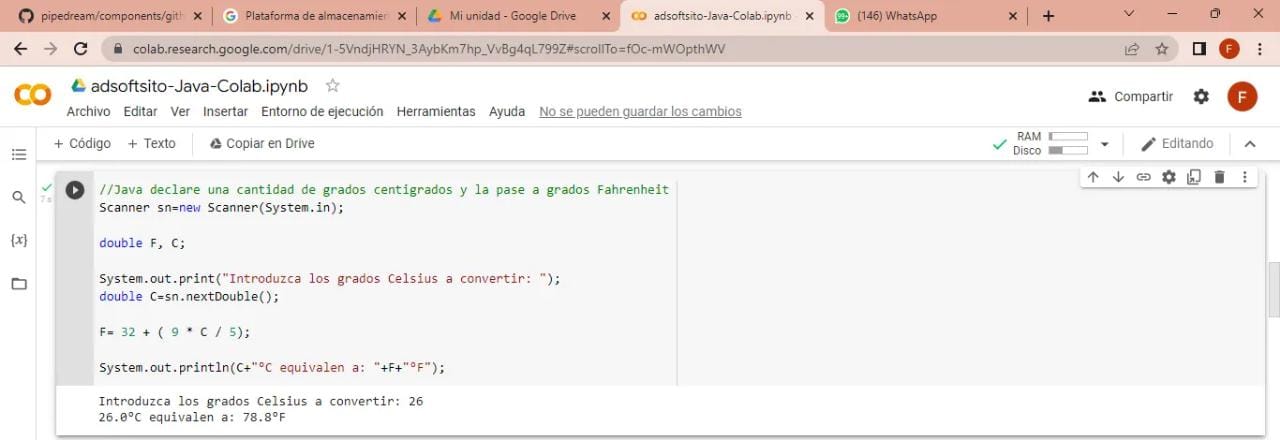 pipedream/components/gith
Plataforma de almacenamien
Mi unidad - Google Drive
adsoftsito-Java-Colab.ipynb -
99+ (146) WhatsApp
colab.research.google.com/drive/1-5VndjHRYN_3AybKm7hp_VvBg4qL799Z#scrollTo=fOc-mWOpthWV
F
CO adsoftsito-Java-Colab.ipynb
Compartir F
Archivo Editar Ver Insertar Entorno de ejecución Herramientas Ayuda No se pueden guardar los cambios
+ Código + Texto Copiar en Drive
RAM
Disco
Editando
7 s
{x}
//Java declare una cantidad de grados centigrados y la pase a grados Fahrenheit
Scanner sn=new Scanner(System.in);
double F, C;
System.out.print("Introduzca los grados Celsius a convertir: ");
double C=sn.nextDouble();
F= 32 + ( 9 * C / 5);
System.out.println(C+"ºC equivalen a: "+F+"ºF");
Introduzca los grados Celsius a convertir: 26
26.0ºC equivalen a: 78.8ºF